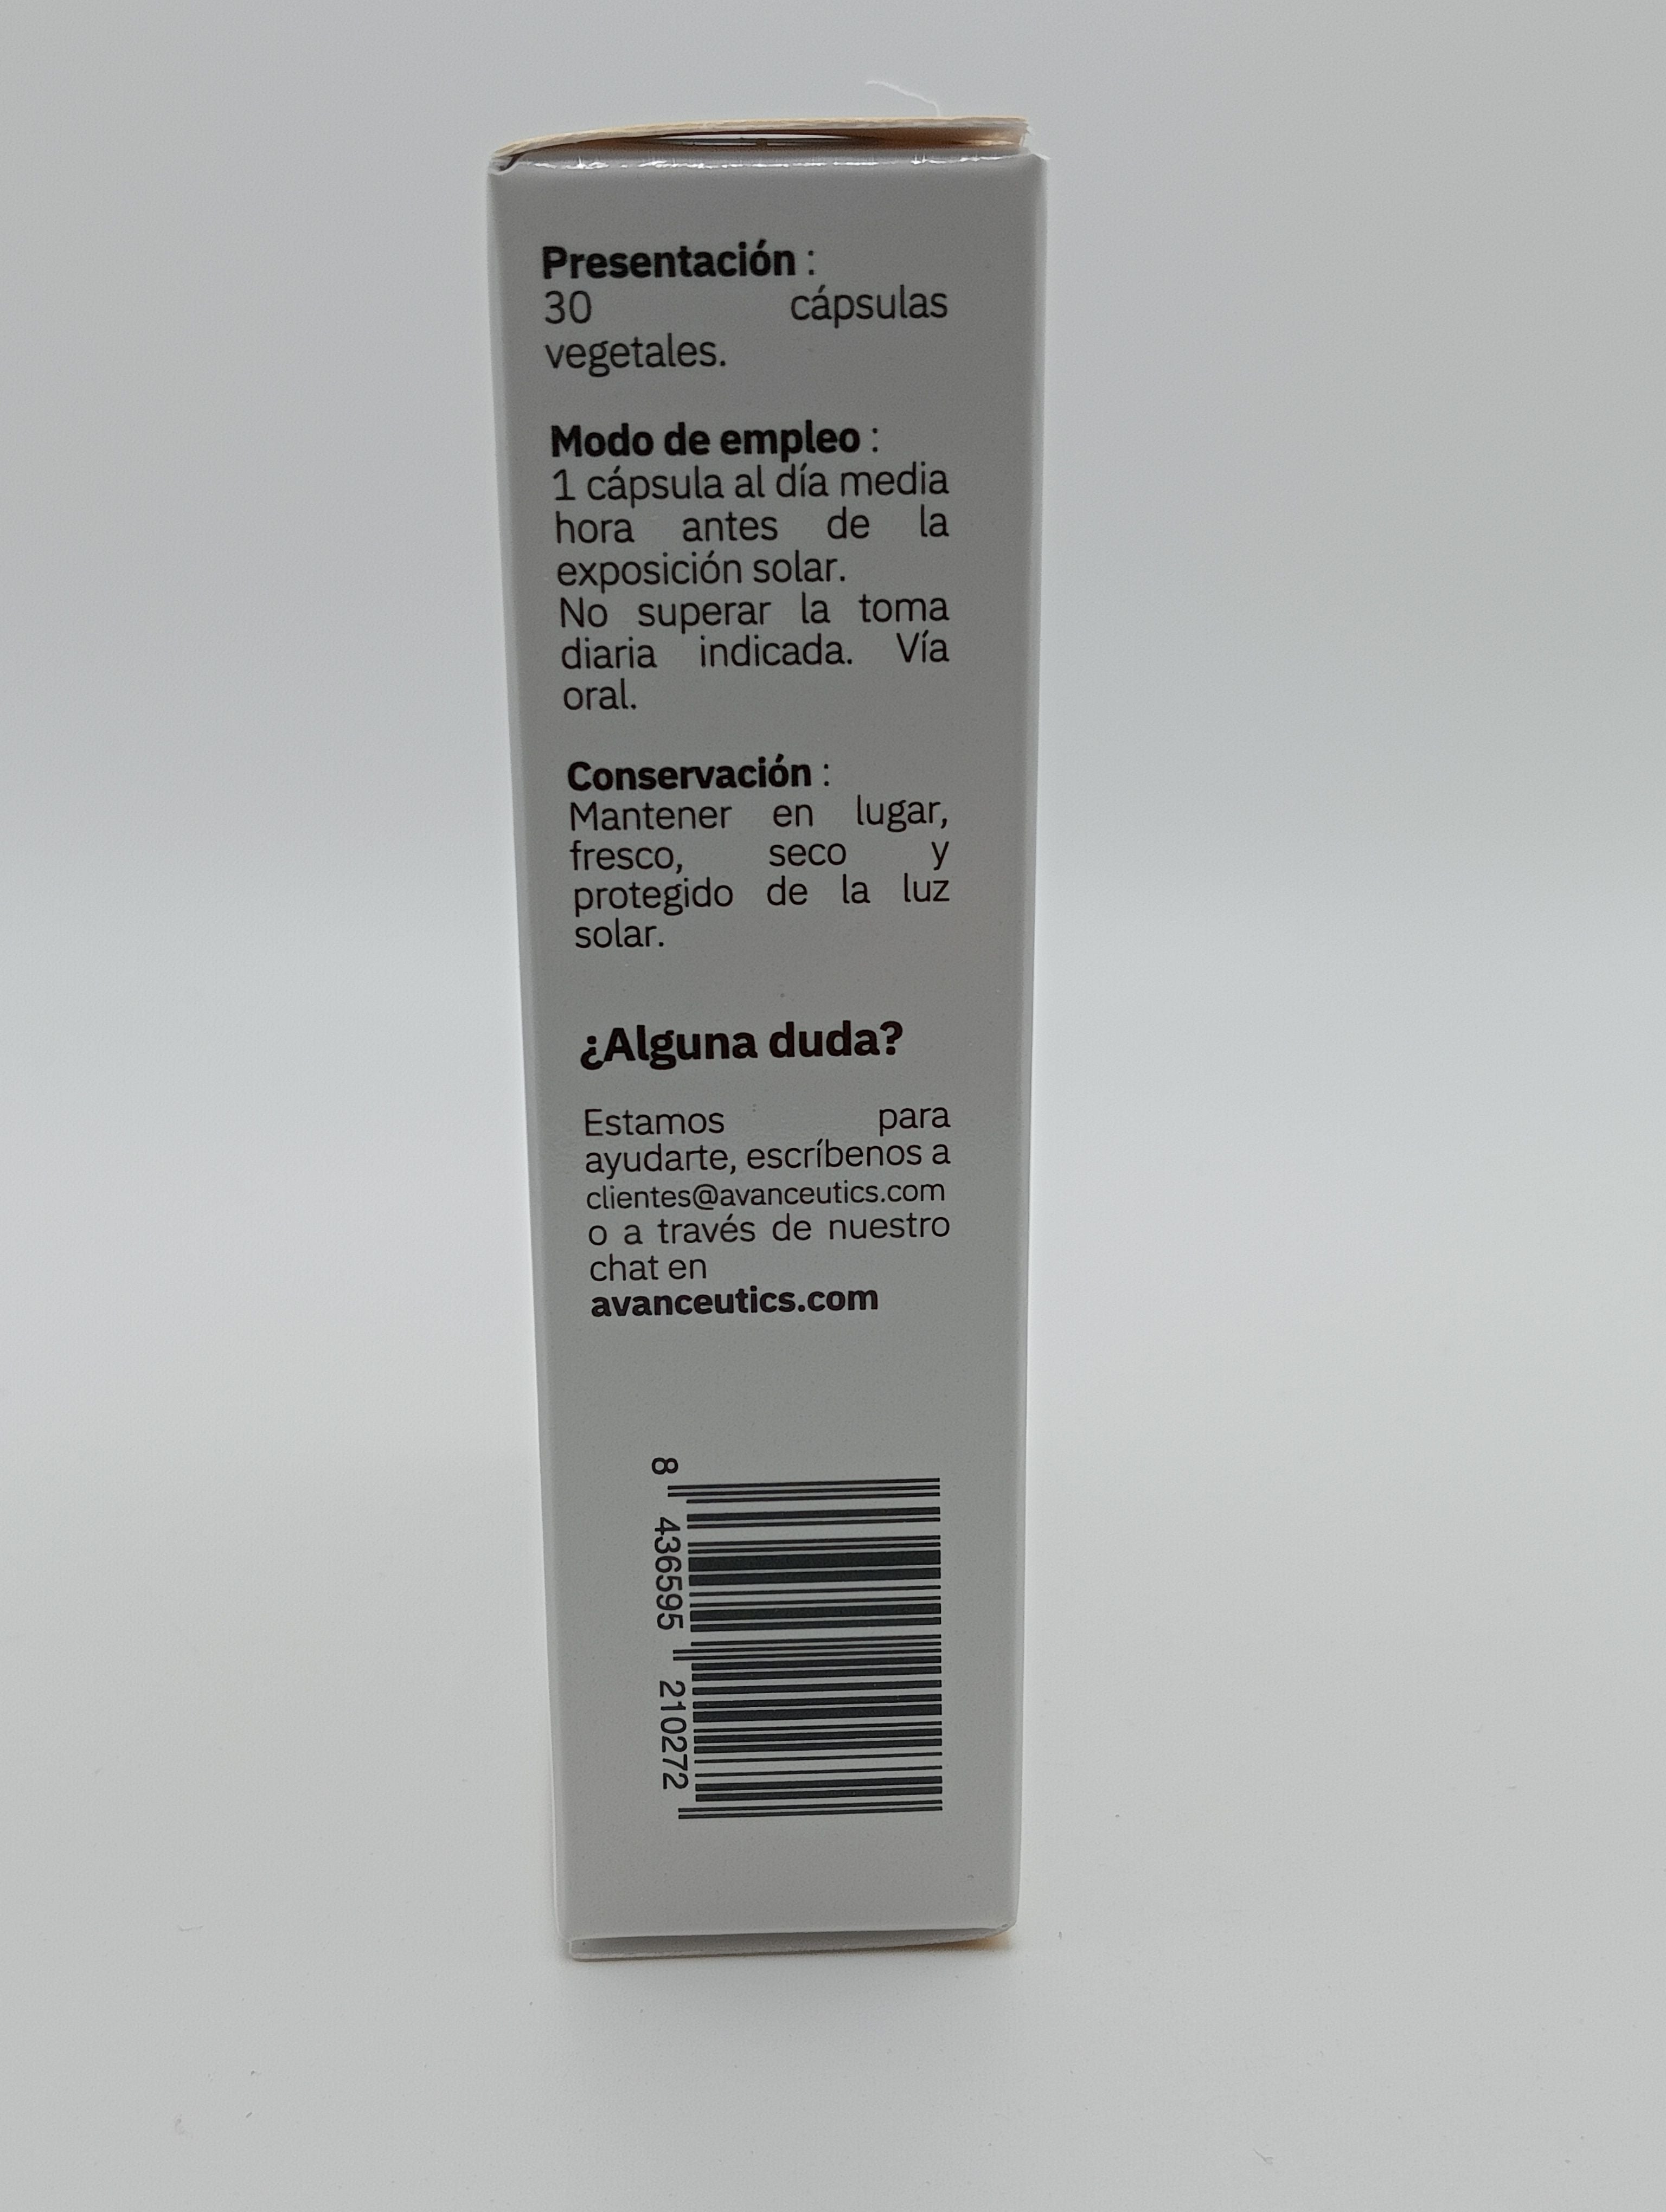 Presentación :
30 cápsulas
vegetales.
Modo de empleo :
1 cápsula al día media
hora antes de la
exposición solar.
No superar la toma
diaria indicada. Vía
oral.
Conservación :
Mantener en lugar,
fresco, seco y
protegido de la luz
solar.
¿Alguna duda?
Estamos para
ayudarte, escríbenos a
clientes@avanceutics.com
o a través de nuestro
chat en
avanceutics.com
8 436595 210272